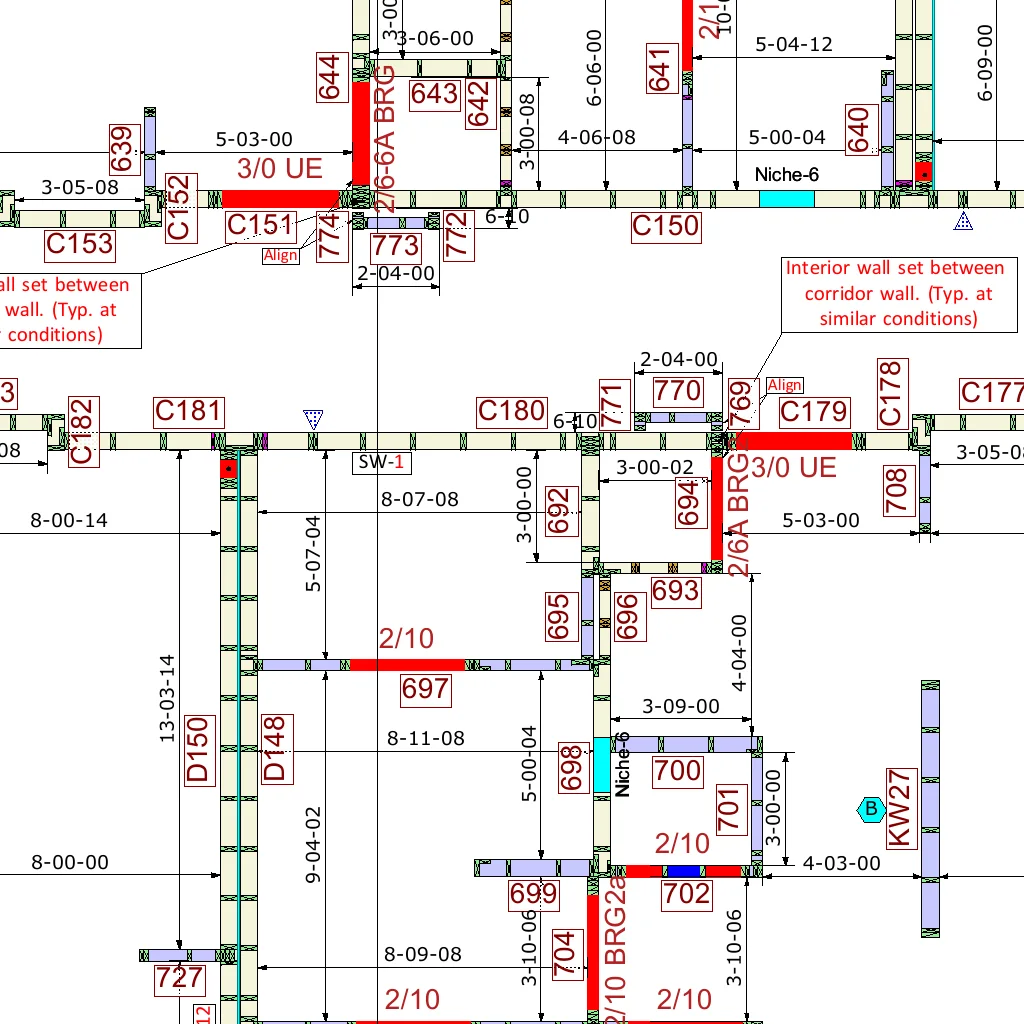 3-00
3-06-00
644
2/6-6A BRG
643
642
3-00-08
6-06-00
641
2/1
10-0
5-04-12
6-09-00
639
5-03-00
3/0 UE
4-06-08
5-00-04
640
Niche-6
3-05-08
C152
C153
C151
774
Align
773
772
6-10
2-04-00
C150
all set between
wall. (Typ. at
conditions)
Interior wall set between
corridor wall. (Typ. at
similar conditions)
2-04-00
770
771
769
Align
C178
C177
3
C182
C181
C180
6-10
C179
08
SW-1
3/0 UE
3-05-08
8-00-14
8-07-08
3-00-00
692
3-00-02
694
2/6A BRG
5-03-00
708
5-07-04
695
696
693
2/10
697
4-04-00
13-03-14
D150
D148
8-11-08
5-00-04
698
Niche-6
3-09-00
700
701
3-00-00
B
KW27
8-00-00
9-04-02
2/10
4-03-00
699
702
704
3-10-06
2/10 BRG2a
3-10-06
727
8-09-08
12
2/10
2/10